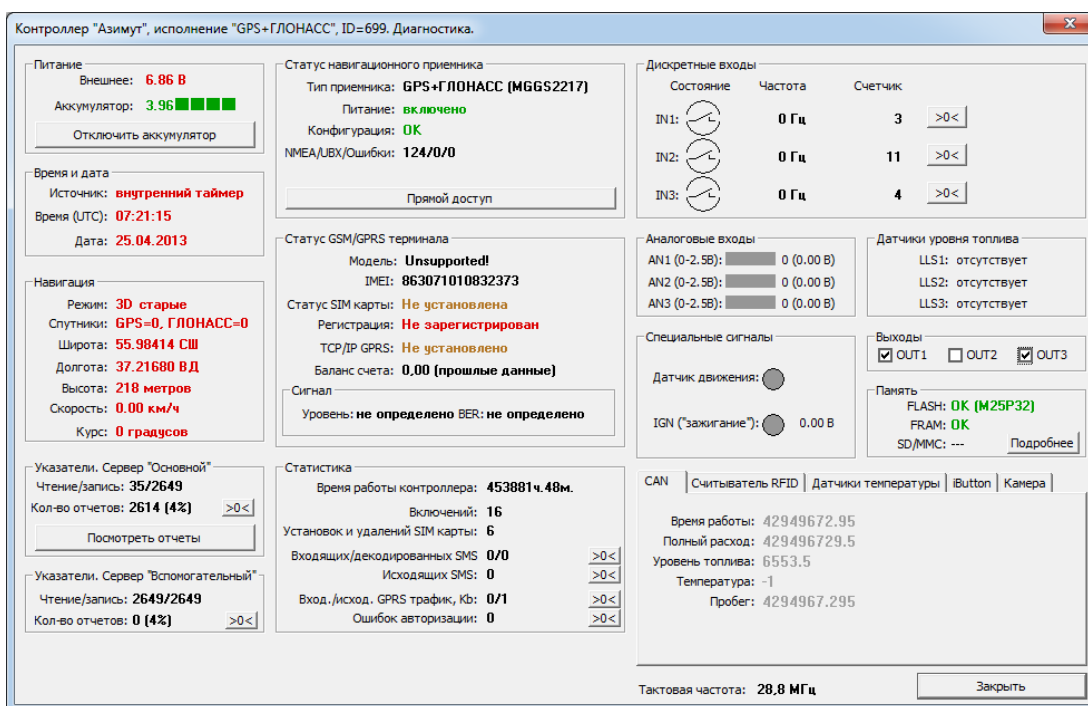 Контроллер "Азимут", исполнение "GPS+ГЛОНАСС", ID=699. Диагностика.
Питание
Внешнее: 6.86 В
Аккумулятор: 3.96
Отключить аккумулятор
Время и дата
Источник: внутренний таймер
Время (UTC): 07:21:15
Дата: 25.04.2013
Навигация
Режим: 3D старые
Спутники: GPS=0, ГЛОНАСС=0
Широта: 55.98414 СШ
Долгота: 37.21680 ВД
Высота: 218 метров
Скорость: 0.00 км/ч
Курс: 0 градусов
Указатели. Сервер "Основной"
Чтение/запись: 35/2649
Кол-во отчетов: 2614 (4%) >0<
Посмотреть отчеты
Указатели. Сервер "Вспомогательный"
Чтение/запись: 2649/2649
Кол-во отчетов: 0 (4%) >0<
Статус навигационного приемника
Тип приемника: GPS+ГЛОНАСС (MGGS2217)
Питание: включено
Конфигурация: OK
NMEA/UBX/Ошибки: 124/0/0
Прямой доступ
Статус GSM/GPRS терминала
Модель: Unsupported!
IMEI: 863071010832373
Статус SIM карты: Не установлена
Регистрация: Не зарегистрирован
TCP/IP GPRS: Не установлено
Баланс счета: 0,00 (прошлые данные)
Сигнал
Уровень: не определено BER: не определено
Статистика
Время работы контроллера: 453881ч.48м.
Включений: 16
Установок и удалений SIM карты: 6
Входящих/декодированных SMS 0/0 >0<
Исходящих SMS: 0 >0<
Вход./исход. GPRS трафик, Kb: 0/1 >0<
Ошибок авторизации: 0 >0<
Дискретные входы
Состояние Частота Счетчик
IN1: 0 Гц 3 >0<
IN2: 0 Гц 11 >0<
IN3: 0 Гц 4 >0<
Аналоговые входы
AN1 (0-2.5В): 0 (0.00 В)
AN2 (0-2.5В): 0 (0.00 В)
AN3 (0-2.5В): 0 (0.00 В)
Датчики уровня топлива
LLS1: отсутствует
LLS2: отсутствует
LLS3: отсутствует
Специальные сигналы
Датчик движения:
IGN ("зажигание"): 0.00 В
Выходы
OUT1 OUT2 OUT3
Память
FLASH: OK (M25P32)
FRAM: OK
SD/MMC: --- Подробнее
CAN Считыватель RFID Датчики температуры iButton Камера
Время работы: 42949672.95
Полный расход: 429496729.5
Уровень топлива: 6553.5
Температура: -1
Пробег: 4294967.295
Тактовая частота: 28,8 МГц
Закрыть